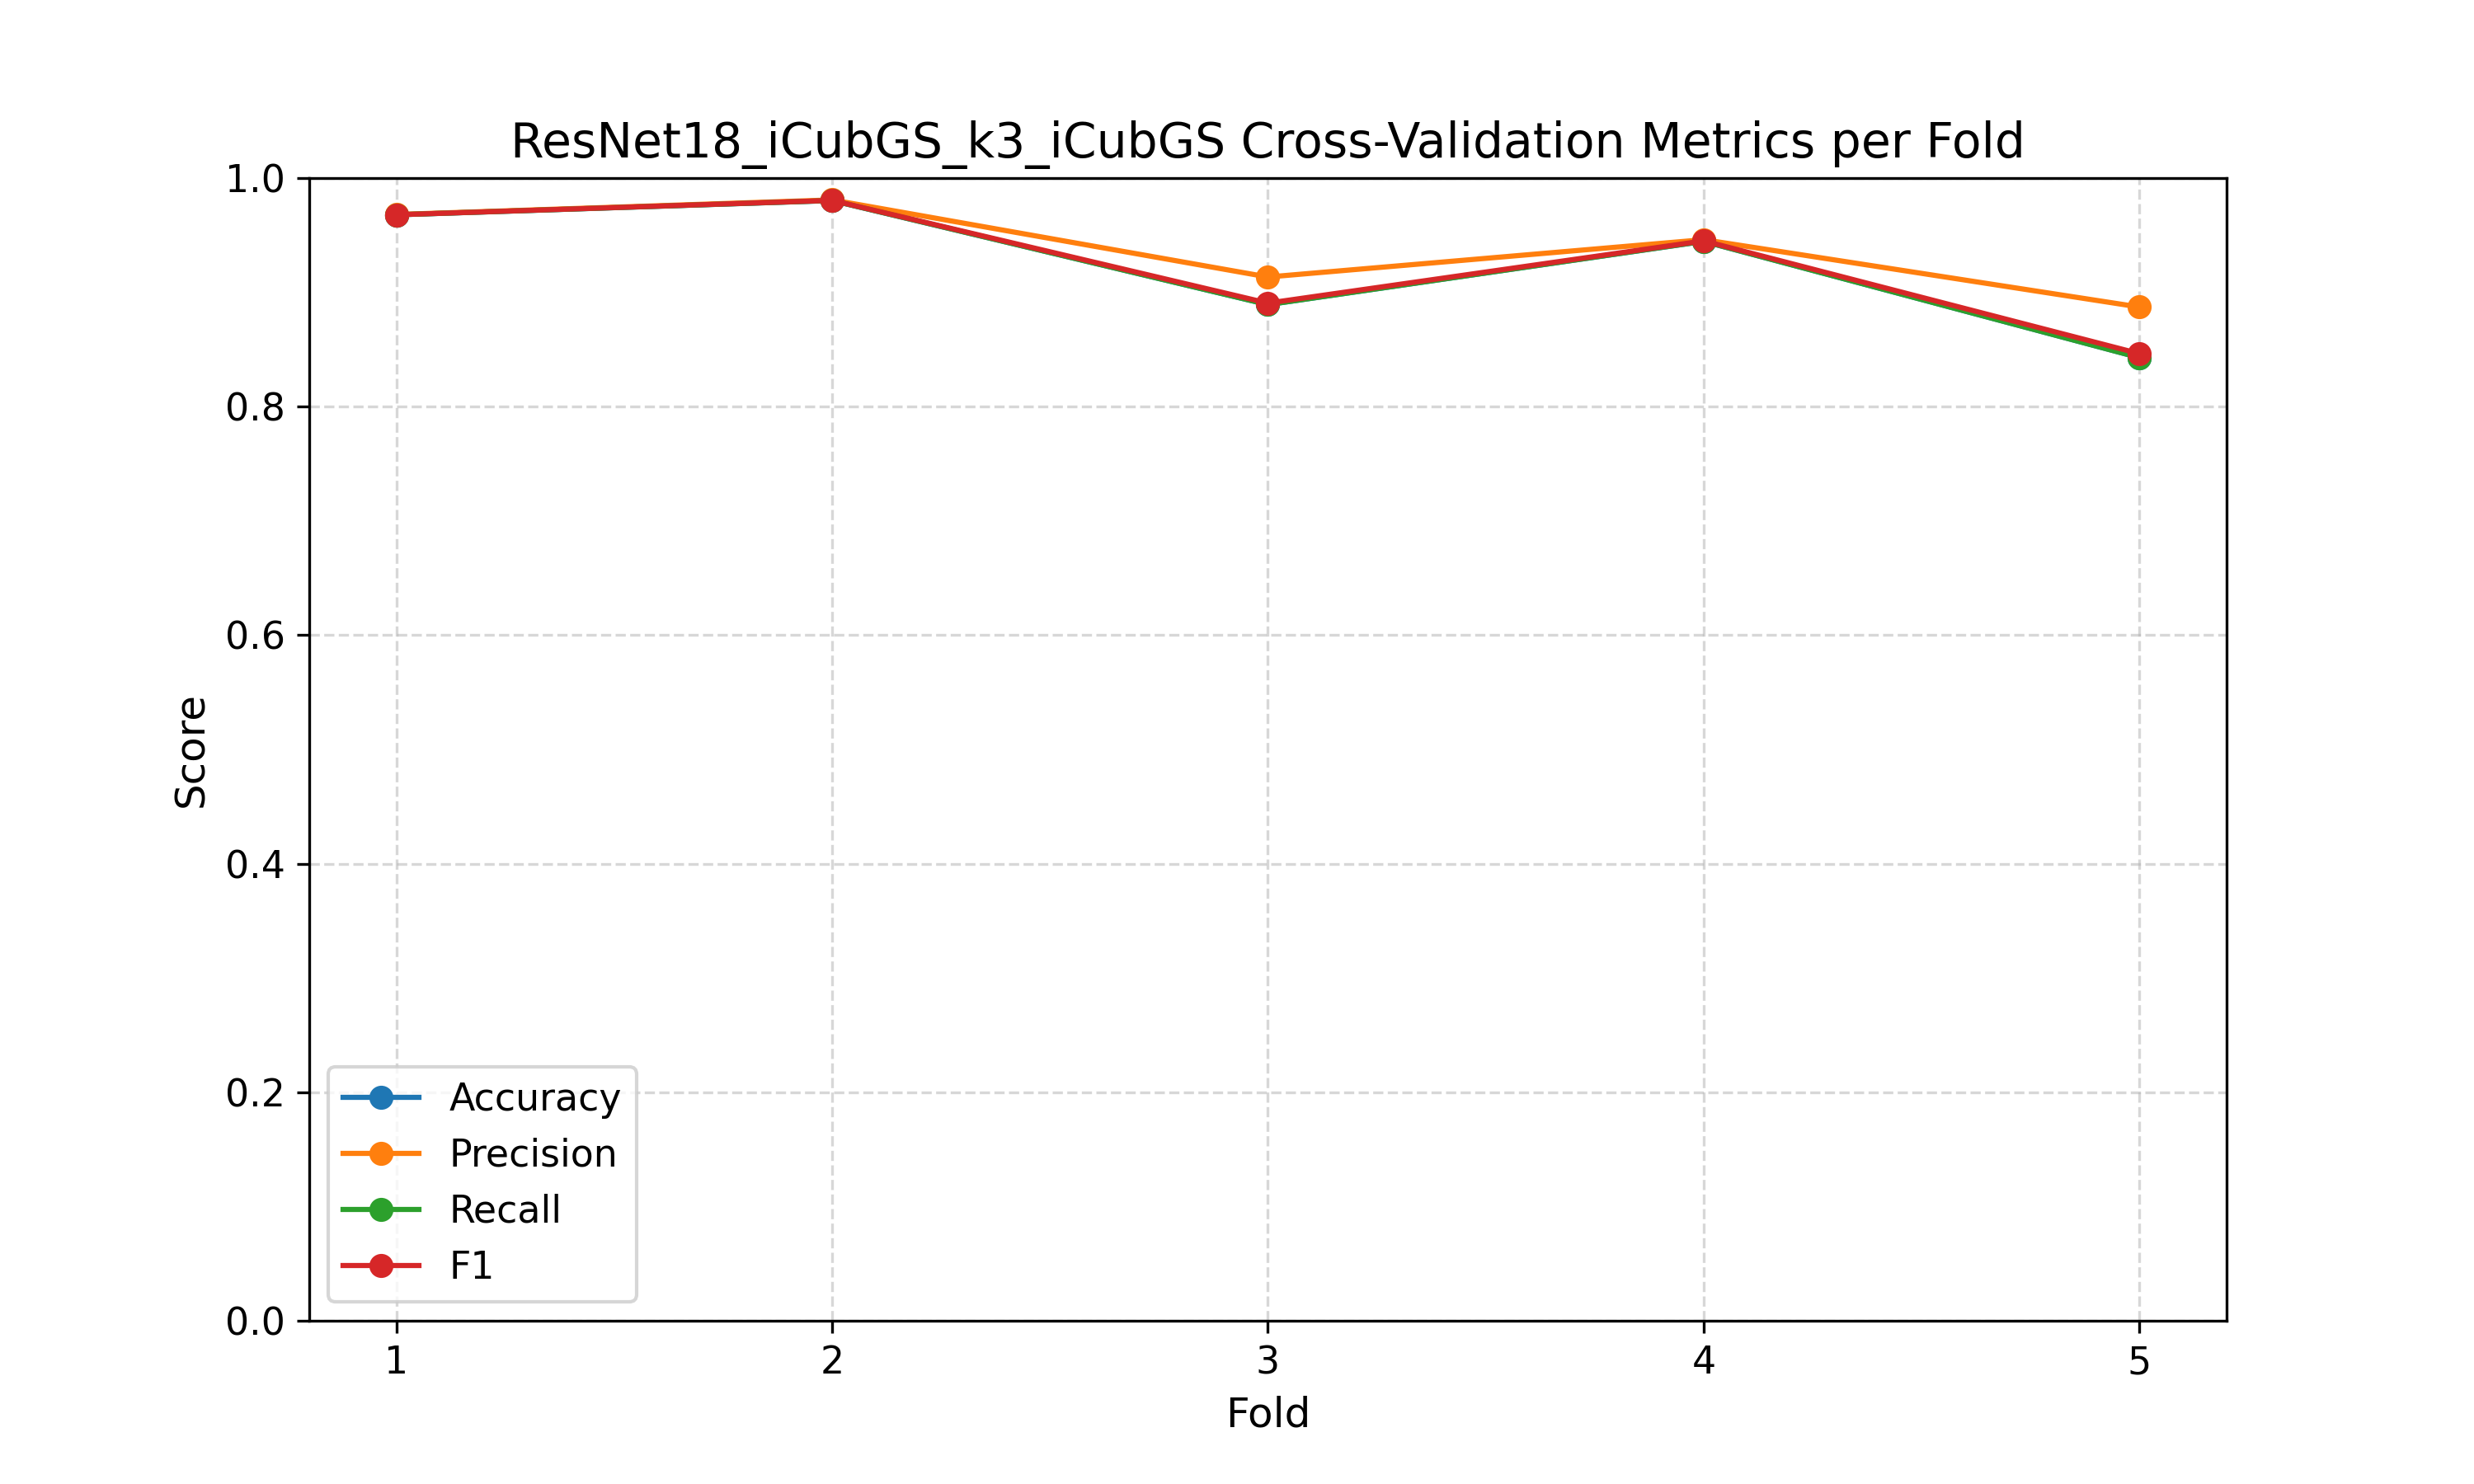 ResNet18_iCubGS_k3_iCubGS Cross-Validation Metrics per Fold
1.0
0.8
0.6
0.4
0.2
0.0
Score
Accuracy
Precision
Recall
F1
1 2 3 4 5
Fold